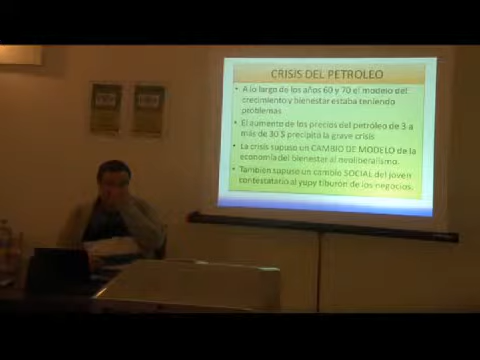 CRISIS DEL PETROLEO
• A lo largo de los años 60 y 70 el modelo del
crecimiento y bienestar estaba teniendo
problemas
• El aumento de los precios del petróleo de 3 a
más de 30 $ precipitó la grave crisis
• La crisis supuso un CAMBIO DE MODELO de la
economía del bienestar al neoliberalismo.
• También supuso un cambio SOCIAL del joven
contestatario al yupy tiburón de los negocios.